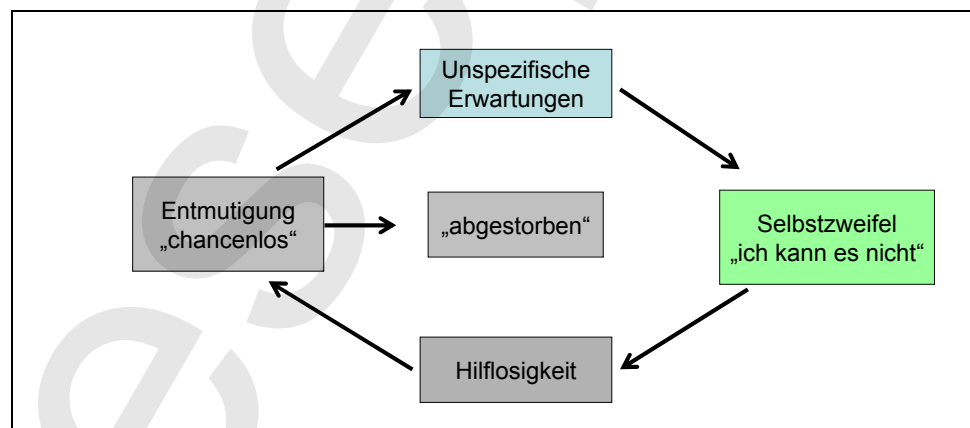 Unspezifische
Erwartungen
Entmutigung
„chancenlos“
„abgestorben“
Selbstzweifel
„ich kann es nicht“
Hilflosigkeit